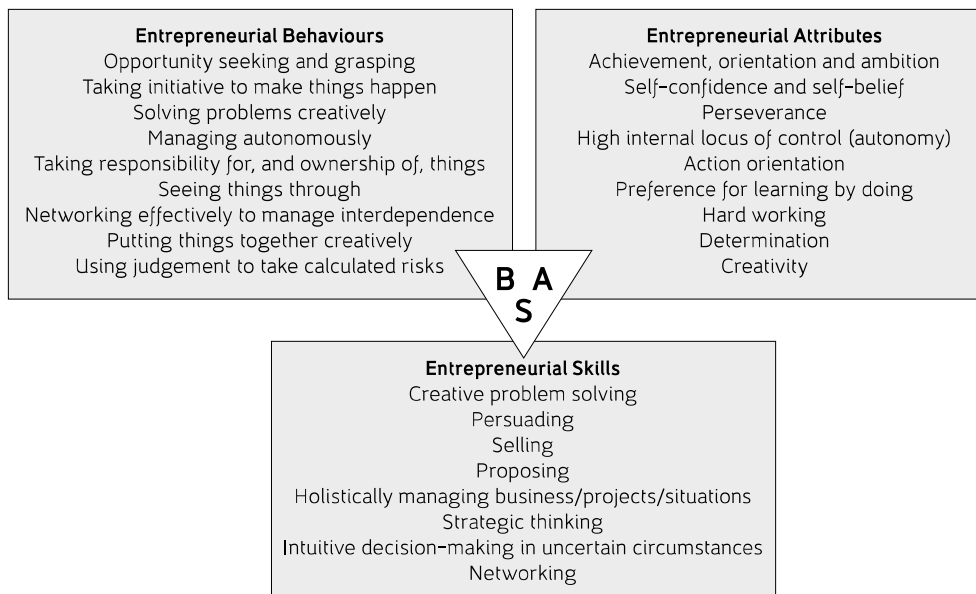 Entrepreneurial Behaviours
Opportunity seeking and grasping
Taking initiative to make things happen
Solving problems creatively
Managing autonomously
Taking responsibility for, and ownership of, things
Seeing things through
Networking effectively to manage interdependence
Putting things together creatively
Using judgement to take calculated risks
Entrepreneurial Attributes
Achievement, orientation and ambition
Self-confidence and self-belief
Perseverance
High internal locus of control (autonomy)
Action orientation
Preference for learning by doing
Hard working
Determination
Creativity
B A
S
Entrepreneurial Skills
Creative problem solving
Persuading
Selling
Proposing
Holistically managing business/projects/situations
Strategic thinking
Intuitive decision-making in uncertain circumstances
Networking